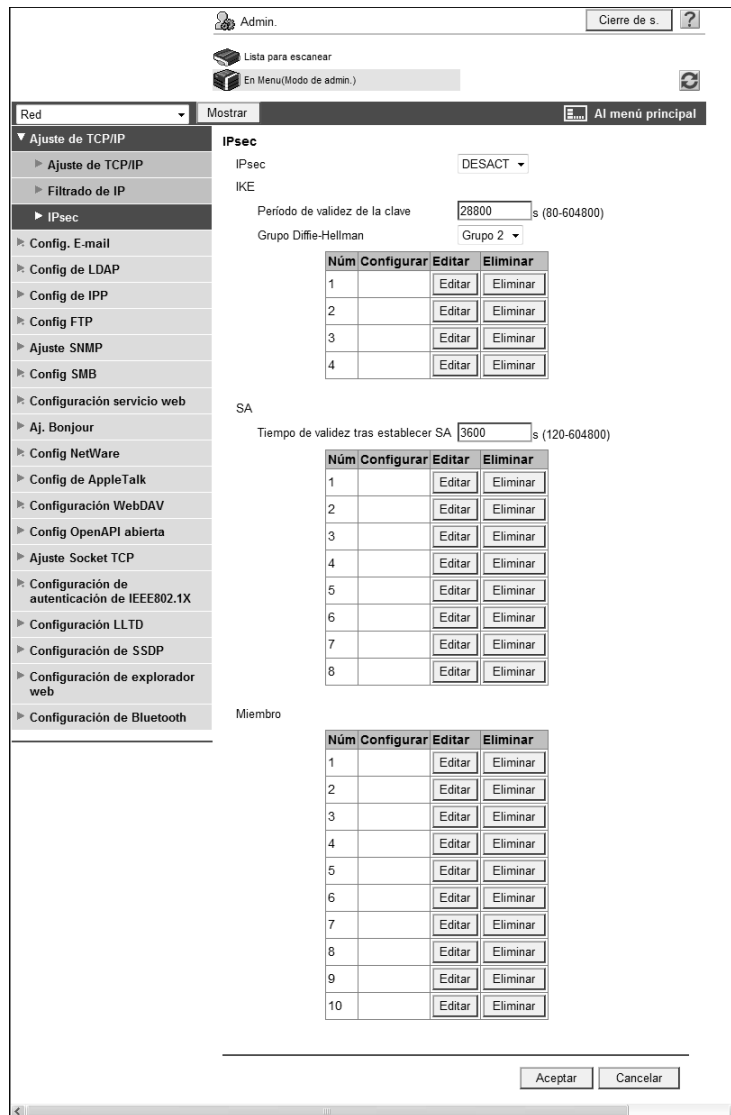 Admin.
Cierre de s.
?
Lista para escanear
En Menu(Modo de admin.)
Red
Mostrar
Al menú principal
Ajuste de TCP/IP
Ajuste de TCP/IP
Filtrado de IP
IPsec
Config. E-mail
Config de LDAP
Config de IPP
Config FTP
Ajuste SNMP
Config SMB
Configuración servicio web
Aj. Bonjour
Config NetWare
Config de AppleTalk
Configuración WebDAV
Config OpenAPI abierta
Ajuste Socket TCP
Configuración de
autenticación de IEEE802.1X
Configuración LLTD
Configuración de SSDP
Configuración de explorador
web
Configuración de Bluetooth
IPsec
IPsec DESACT
IKE
Período de validez de la clave 28800 s (80-604800)
Grupo Diffie-Hellman Grupo 2
Núm Configurar Editar Eliminar
1 Editar Eliminar
2 Editar Eliminar
3 Editar Eliminar
4 Editar Eliminar
SA
Tiempo de validez tras establecer SA 3600 s (120-604800)
Núm Configurar Editar Eliminar
1 Editar Eliminar
2 Editar Eliminar
3 Editar Eliminar
4 Editar Eliminar
5 Editar Eliminar
6 Editar Eliminar
7 Editar Eliminar
8 Editar Eliminar
Miembro
Núm Configurar Editar Eliminar
1 Editar Eliminar
2 Editar Eliminar
3 Editar Eliminar
4 Editar Eliminar
5 Editar Eliminar
6 Editar Eliminar
7 Editar Eliminar
8 Editar Eliminar
9 Editar Eliminar
10 Editar Eliminar
Aceptar Cancelar